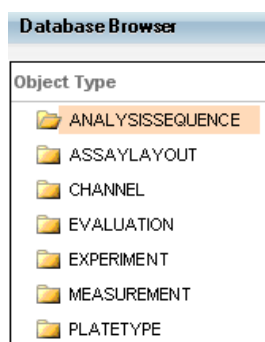 Database Browser
Object Type
ANALYSISSEQUENCE
ASSAYLAYOUT
CHANNEL
EVALUATION
EXPERIMENT
MEASUREMENT
PLATETYPE